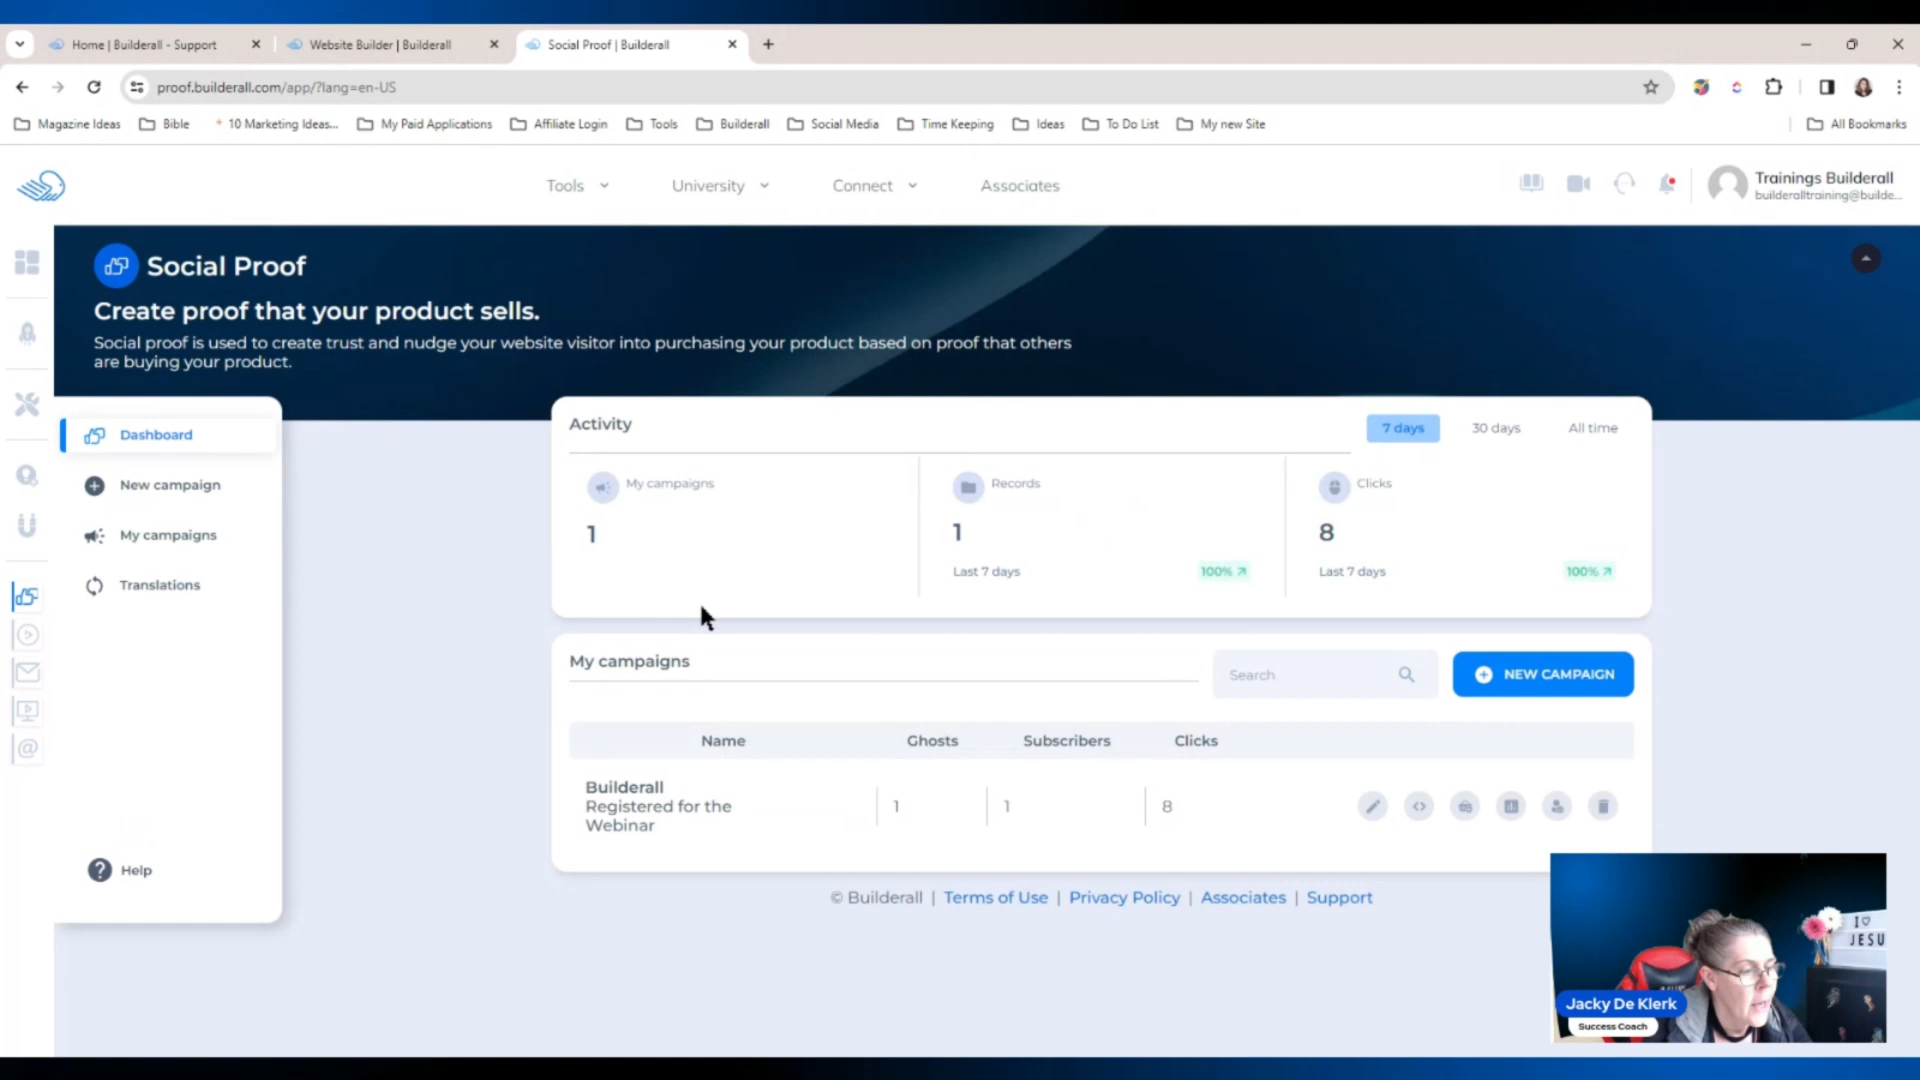 Home | Builderall - Support
Website Builder | Builderall
Social Proof | Builderall
proof.builderall.com/app/?lang=en-US
Magazine Ideas
Bible
10 Marketing Ideas...
My Paid Applications
Affiliate Login
Tools
Builderall
Social Media
Time Keeping
Ideas
To Do List
My new Site
All Bookmarks
Tools
University
Connect
Associates
Trainings Builderall
builderalltraining@builde...
Social Proof
Create proof that your product sells.
Social proof is used to create trust and nudge your website visitor into purchasing your product based on proof that others
are buying your product.
Dashboard
New campaign
My campaigns
Translations
Help
Activity
7 days
30 days
All time
My campaigns
1
Records
1
Last 7 days
100%
Clicks
8
Last 7 days
100%
My campaigns
Search
NEW CAMPAIGN
Name
Ghosts
Subscribers
Clicks
Builderall
Registered for the
Webinar
1
1
8
© Builderall | Terms of Use | Privacy Policy | Associates | Support
I ♡
JESU
Jacky De Klerk
Success Coach